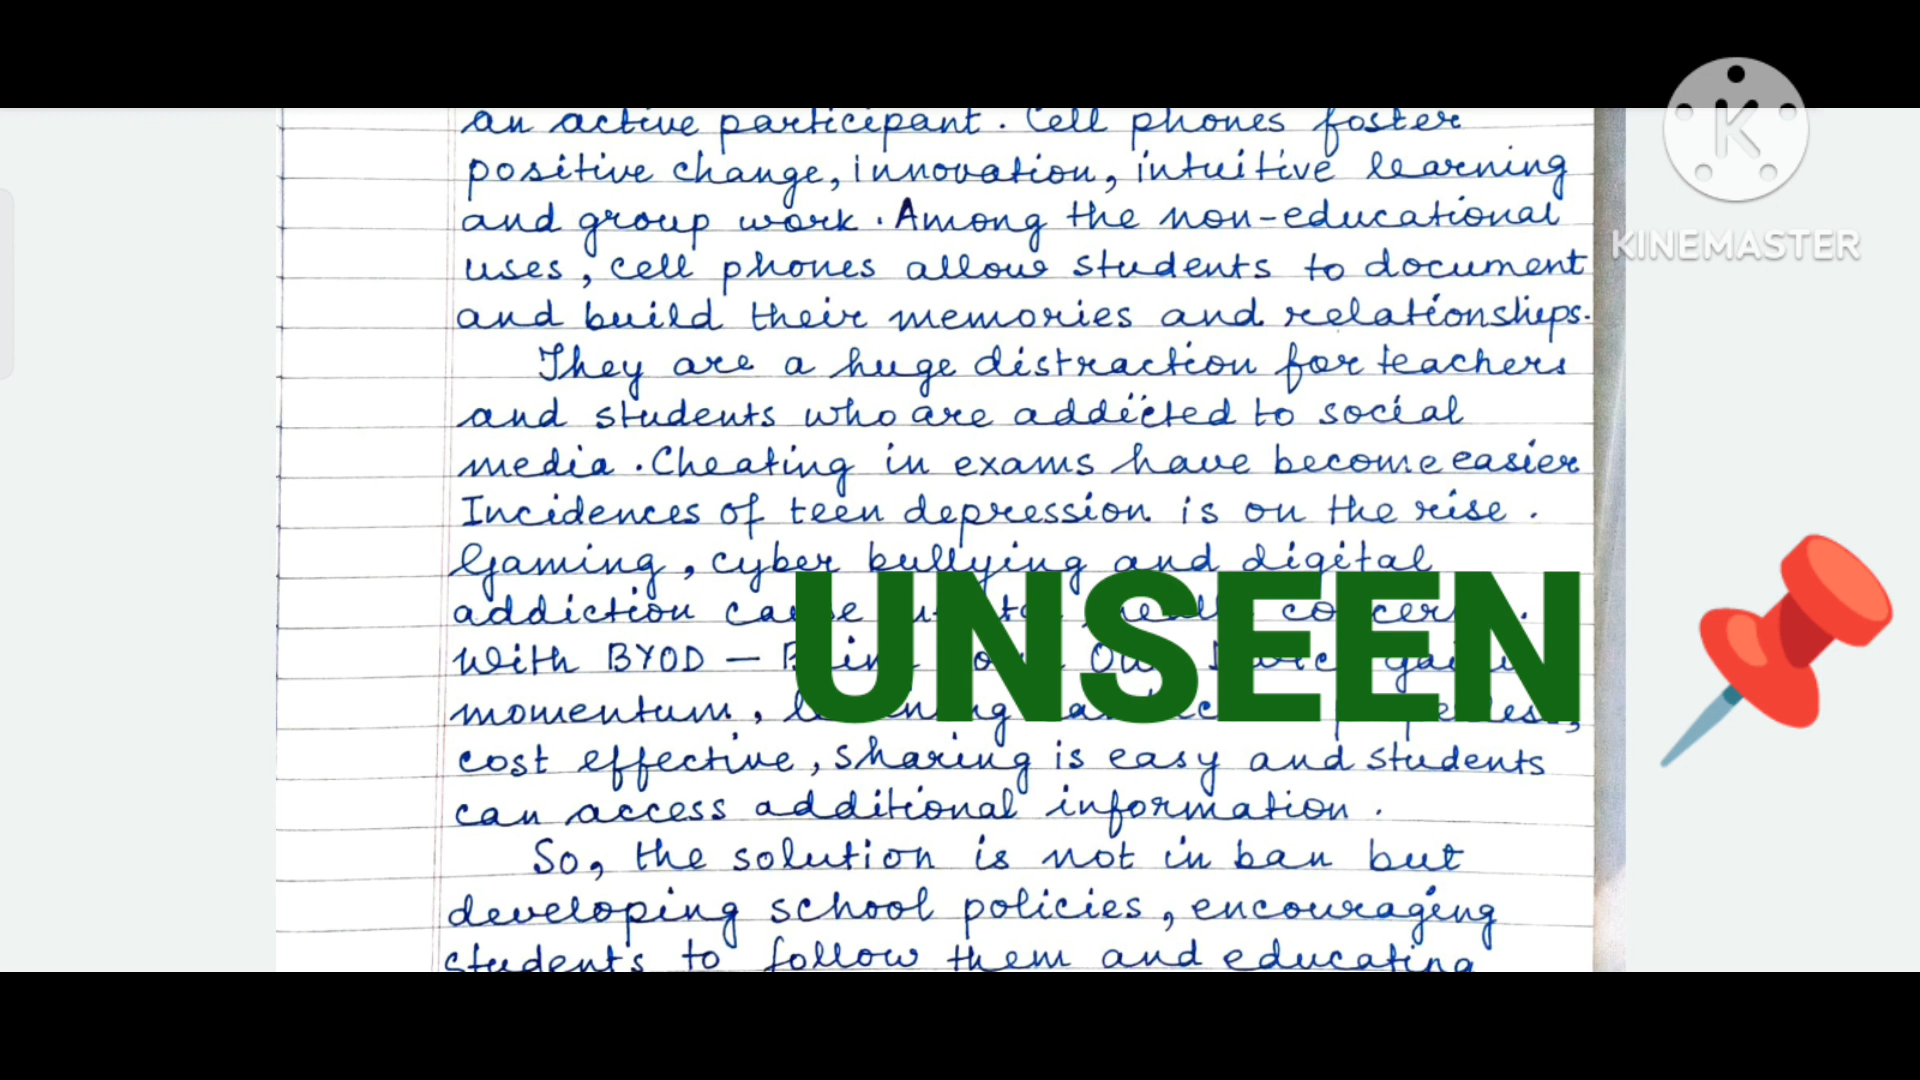 an active participant. Cell phones foster
positive change, innovation, intuitive learning
and group work. Among the non-educational
uses, cell phones allow students to document
and build their memories and relationships.
They are a huge distraction for teachers
and students who are addicted to social
media. Cheating in exams have become easier
Incidences of teen depression is on the rise.
Gaming, cyber bullying and digital
addiction
with BYOD —
momentum,
cost effective, sharing is easy and students
can access additional information.
So, the solution is not in ban but
developing school policies, encouraging
students to follow them and educating
UNSEEN
KINEMASTER